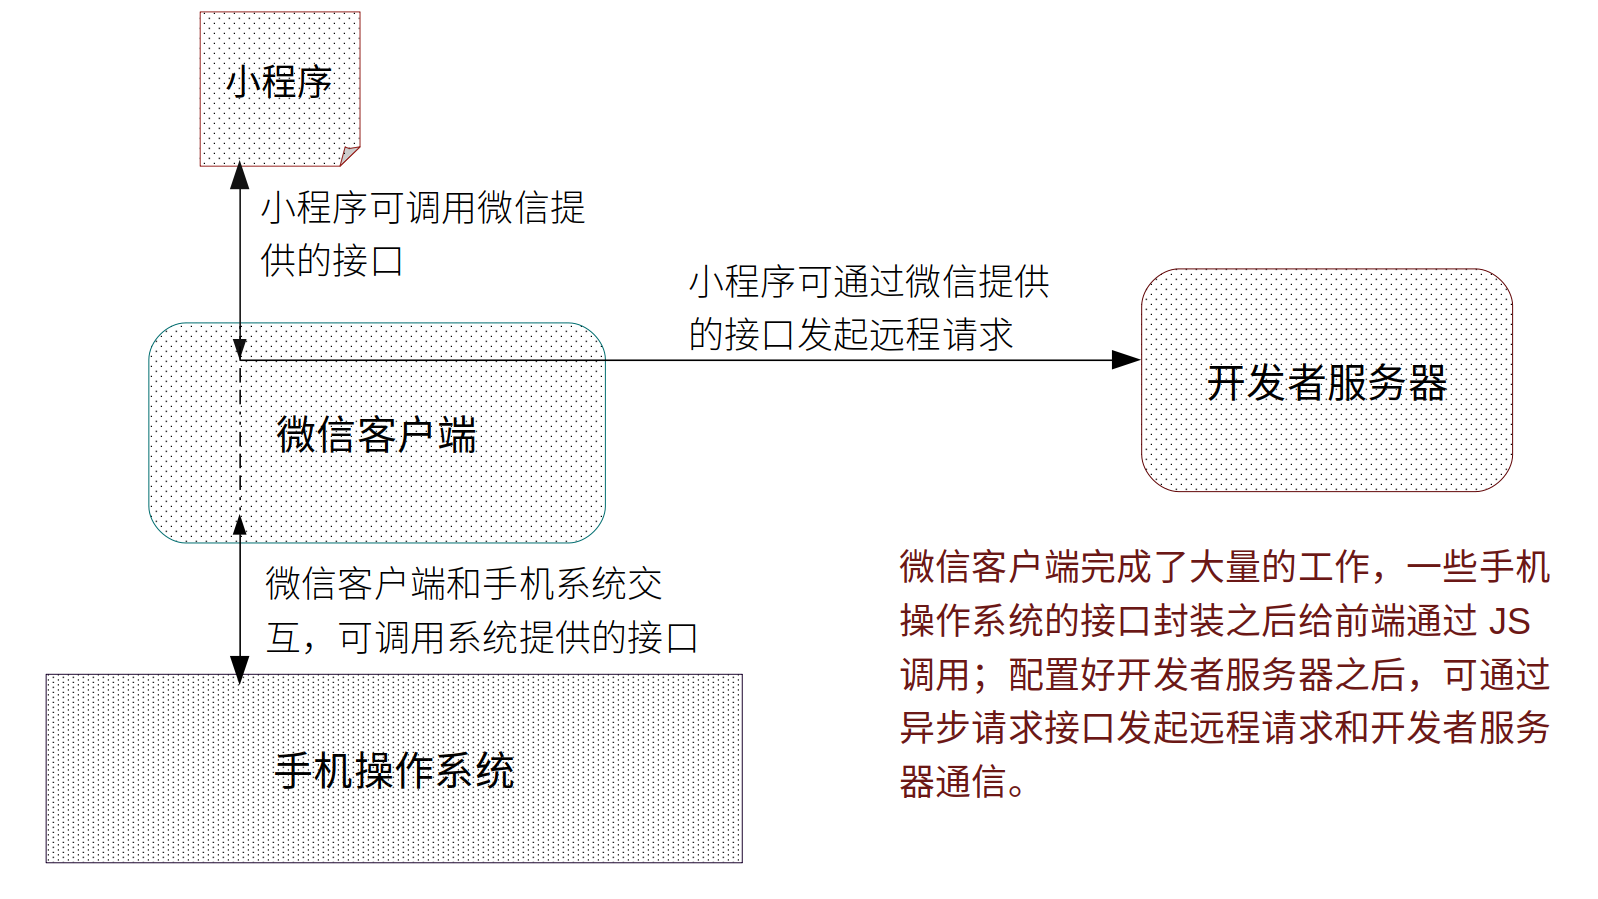 小程序
小程序可调用微信提
供的接口
小程序可通过微信提供
的接口发起远程请求
开发者服务器
微信客户端
微信客户端和手机系统交
互，可调用系统提供的接口
手机操作系统
微信客户端完成了大量的工作，一些手机
操作系统的接口封装之后给前端通过 JS
调用；配置好开发者服务器之后，可通过
异步请求接口发起远程请求和开发者服务
器通信。